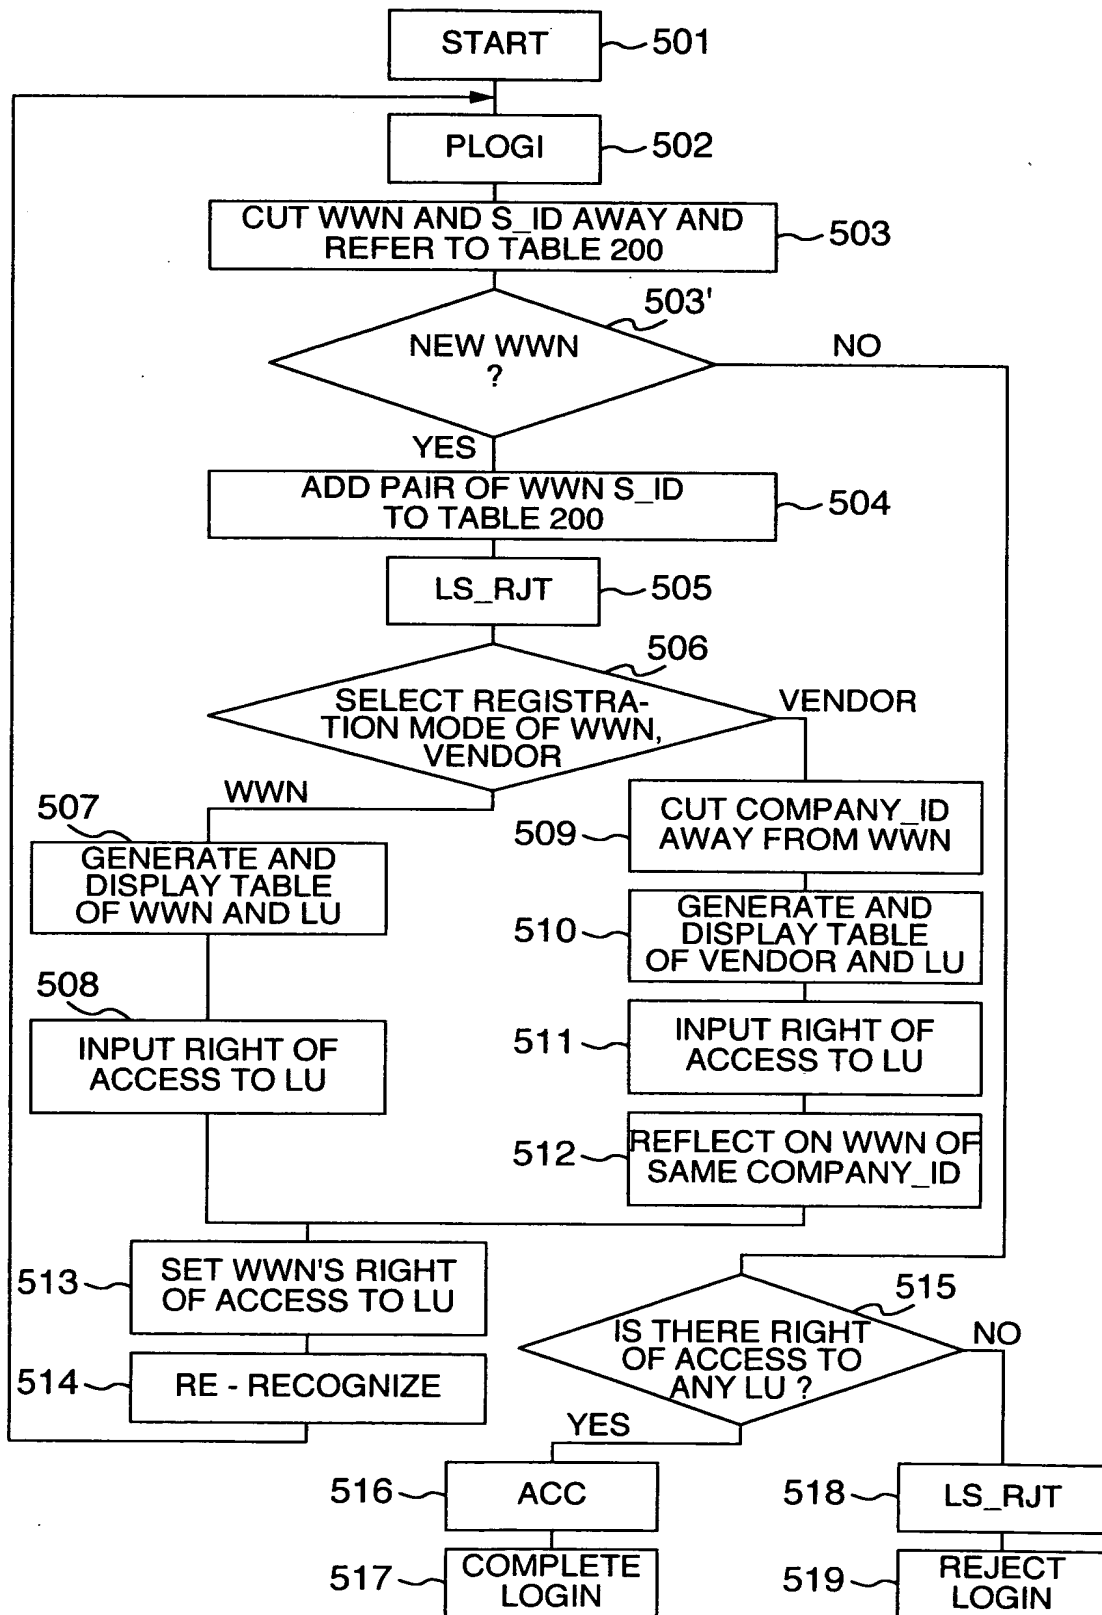 START
501
PLOGI
502
CUT WWN AND S_ID AWAY AND
REFER TO TABLE 200
503
503'
NEW WWN
?
NO
YES
ADD PAIR OF WWN S_ID
TO TABLE 200
504
LS_RJT
505
506
SELECT REGISTRA-
TION MODE OF WWN,
VENDOR
VENDOR
WWN
507
GENERATE AND
DISPLAY TABLE
OF WWN AND LU
508
INPUT RIGHT OF
ACCESS TO LU
509
CUT COMPANY_ID
AWAY FROM WWN
510
GENERATE AND
DISPLAY TABLE
OF VENDOR AND LU
511
INPUT RIGHT OF
ACCESS TO LU
512
REFLECT ON WWN OF
SAME COMPANY_ID
513
SET WWN'S RIGHT
OF ACCESS TO LU
514
RE - RECOGNIZE
515
IS THERE RIGHT
OF ACCESS TO
ANY LU ?
NO
YES
516
ACC
517
COMPLETE
LOGIN
518
LS_RJT
519
REJECT
LOGIN